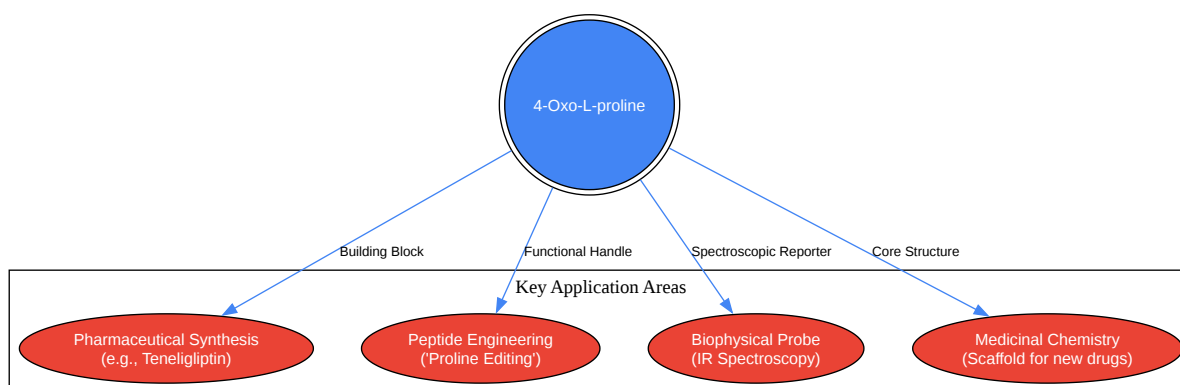 4-Oxo-L-proline
Building Block
Functional Handle
Spectroscopic Reporter
Core Structure
Key Application Areas
Pharmaceutical Synthesis
(e.g., Teneligliptin)
Peptide Engineering
('Proline Editing')
Biophysical Probe
(IR Spectroscopy)
Medicinal Chemistry
(Scaffold for new drugs)